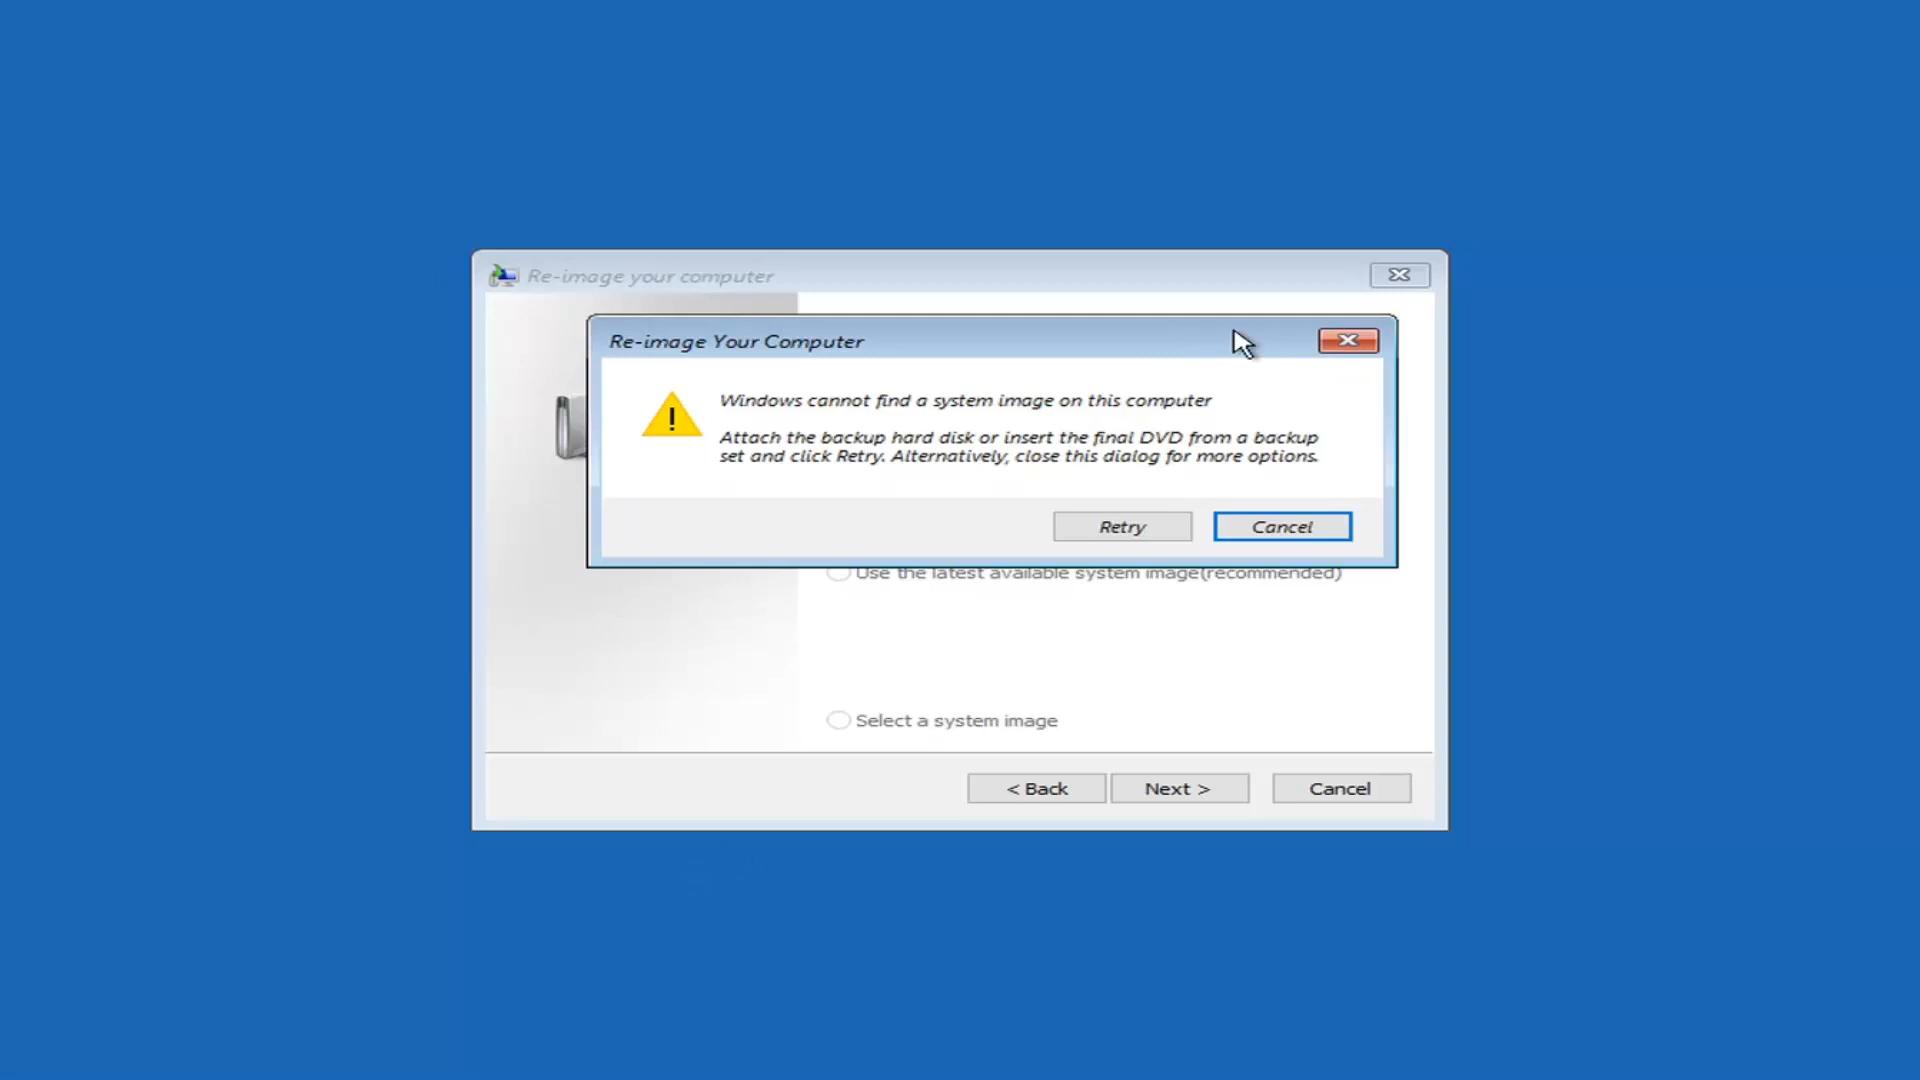 Re-image your computer
Re-image Your Computer
Windows cannot find a system image on this computer
Attach the backup hard disk or insert the final DVD from a backup
set and click Retry. Alternatively, close this dialog for more options.
Retry
Cancel
Use the latest available system image(recommended)
Select a system image
< Back
Next >
Cancel